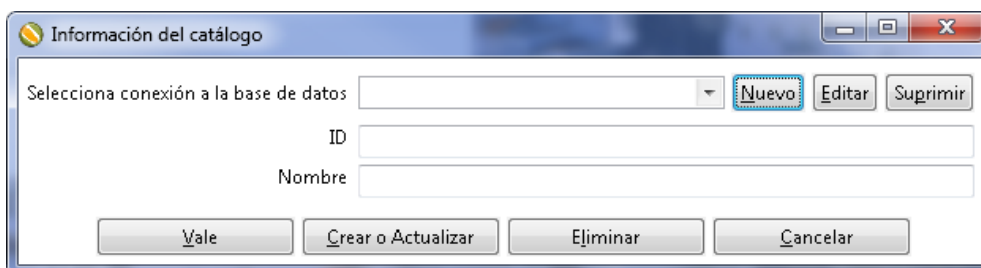 Información del catálogo
Selecciona conexión a la base de datos Nuevo Editar Suprimir
ID
Nombre
Vale Crear o Actualizar Eliminar Cancelar